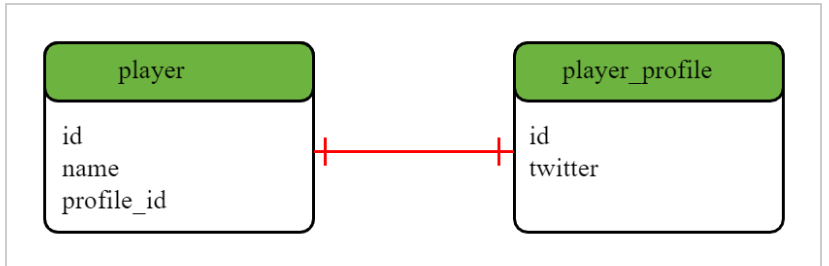 player
id
name
profile_id
player_profile
id
twitter